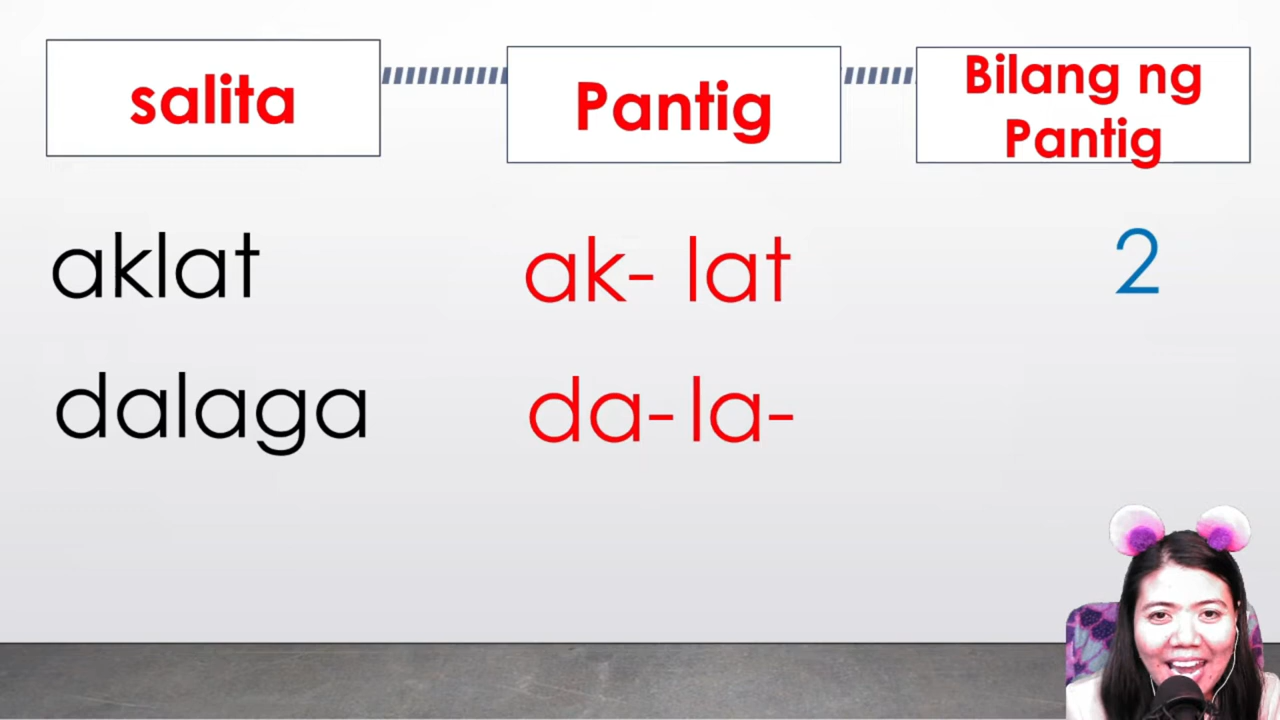 salita
Pantig
Bilang ng
Pantig
aklat
ak- lat
2
dalaga
da-la-